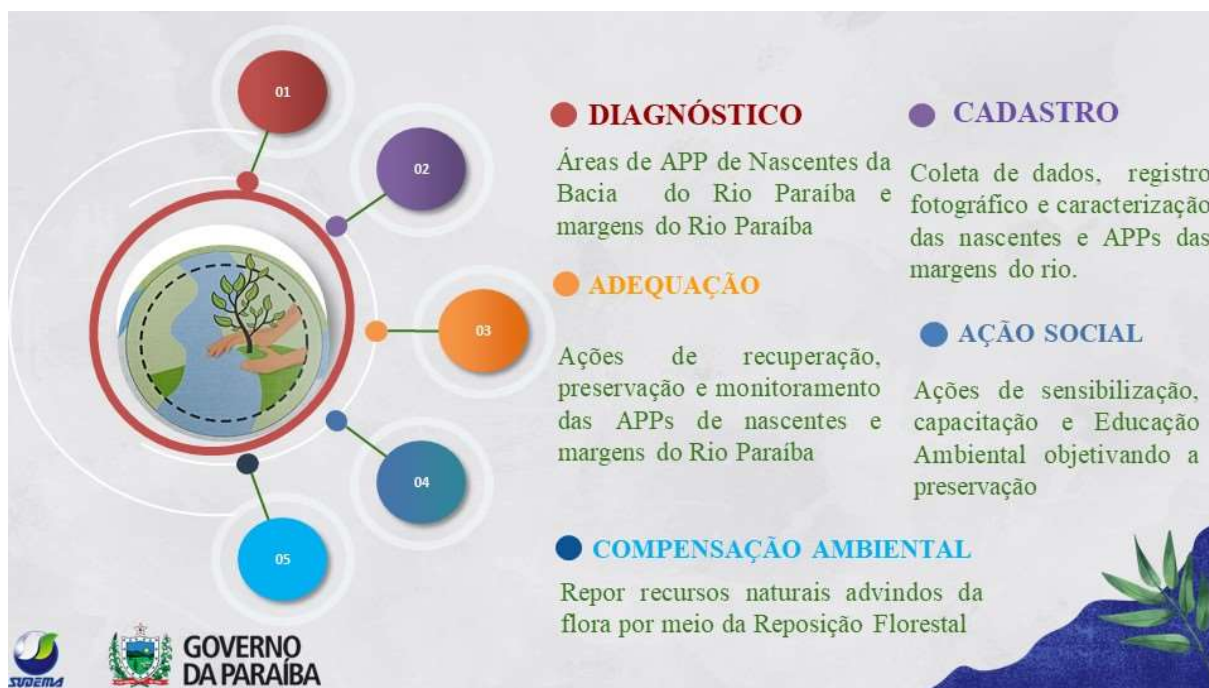 01
02
03
04
05
DIAGNÓSTICO
Áreas de APP de Nascentes da
Bacia do Rio Paraíba e
margens do Rio Paraíba
CADASTRO
Coleta de dados, registro
fotográfico e caracterização
das nascentes e APPs das
margens do rio.
ADEQUAÇÃO
Ações de recuperação,
preservação e monitoramento
das APPs de nascentes e
margens do Rio Paraíba
AÇÃO SOCIAL
Ações de sensibilização,
capacitação e Educação
Ambiental objetivando a
preservação
COMPENSAÇÃO AMBIENTAL
Repor recursos naturais advindos da
flora por meio da Reposição Florestal
SUDEMA
GOVERNO
DA PARAÍBA